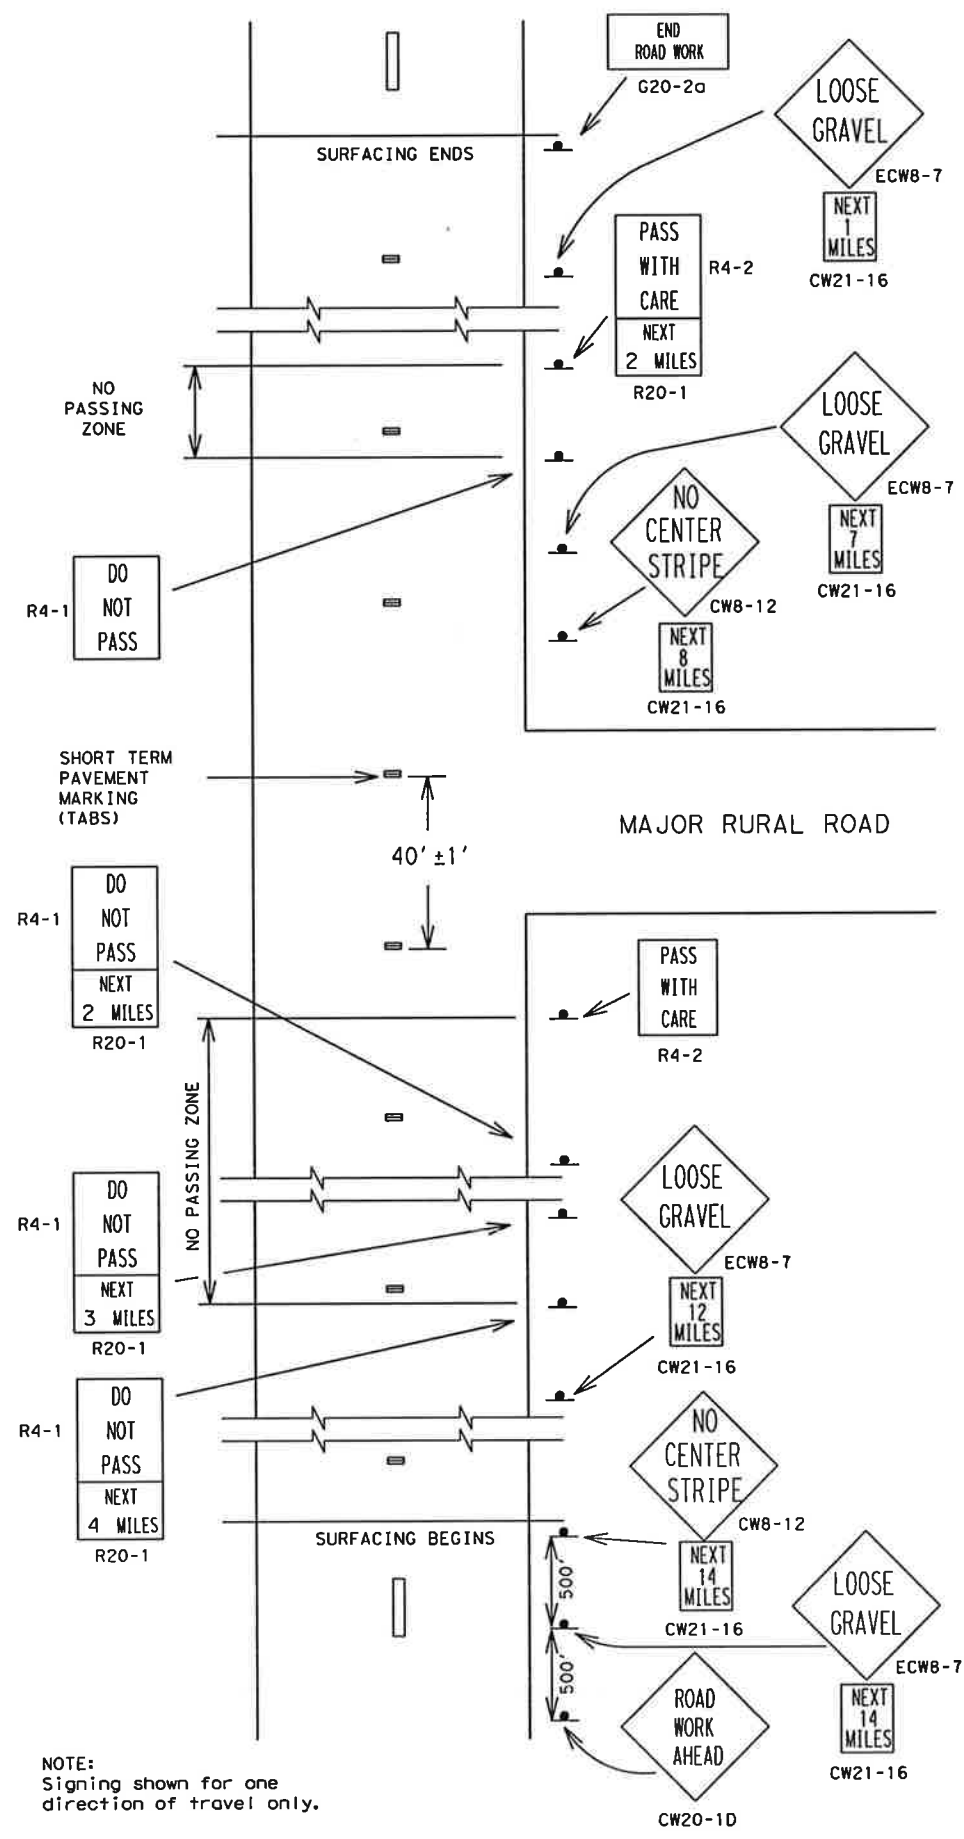 END
ROAD WORK
G20-2a
LOOSE
GRAVEL
ECW8-7
NEXT
1
MILES
CW21-16
SURFACING ENDS
PASS
WITH
CARE
R4-2
NEXT
2 MILES
R20-1
NO
PASSING
ZONE
LOOSE
GRAVEL
ECW8-7
NEXT
7
MILES
CW21-16
NO
CENTER
STRIPE
CW8-12
NEXT
8
MILES
CW21-16
DO
NOT
PASS
R4-1
SHORT TERM
PAVEMENT
MARKING
(TABS)
40' ±1'
MAJOR RURAL ROAD
DO
NOT
PASS
R4-1
NEXT
2 MILES
R20-1
PASS
WITH
CARE
R4-2
NO PASSING ZONE
DO
NOT
PASS
R4-1
NEXT
3 MILES
R20-1
LOOSE
GRAVEL
ECW8-7
NEXT
12
MILES
CW21-16
DO
NOT
PASS
R4-1
NEXT
4 MILES
R20-1
NO
CENTER
STRIPE
CW8-12
NEXT
14
MILES
CW21-16
SURFACING BEGINS
500'
500'
LOOSE
GRAVEL
ECW8-7
NEXT
14
MILES
CW21-16
ROAD
WORK
AHEAD
CW20-1D
NOTE:
Signing shown for one
direction of travel only.